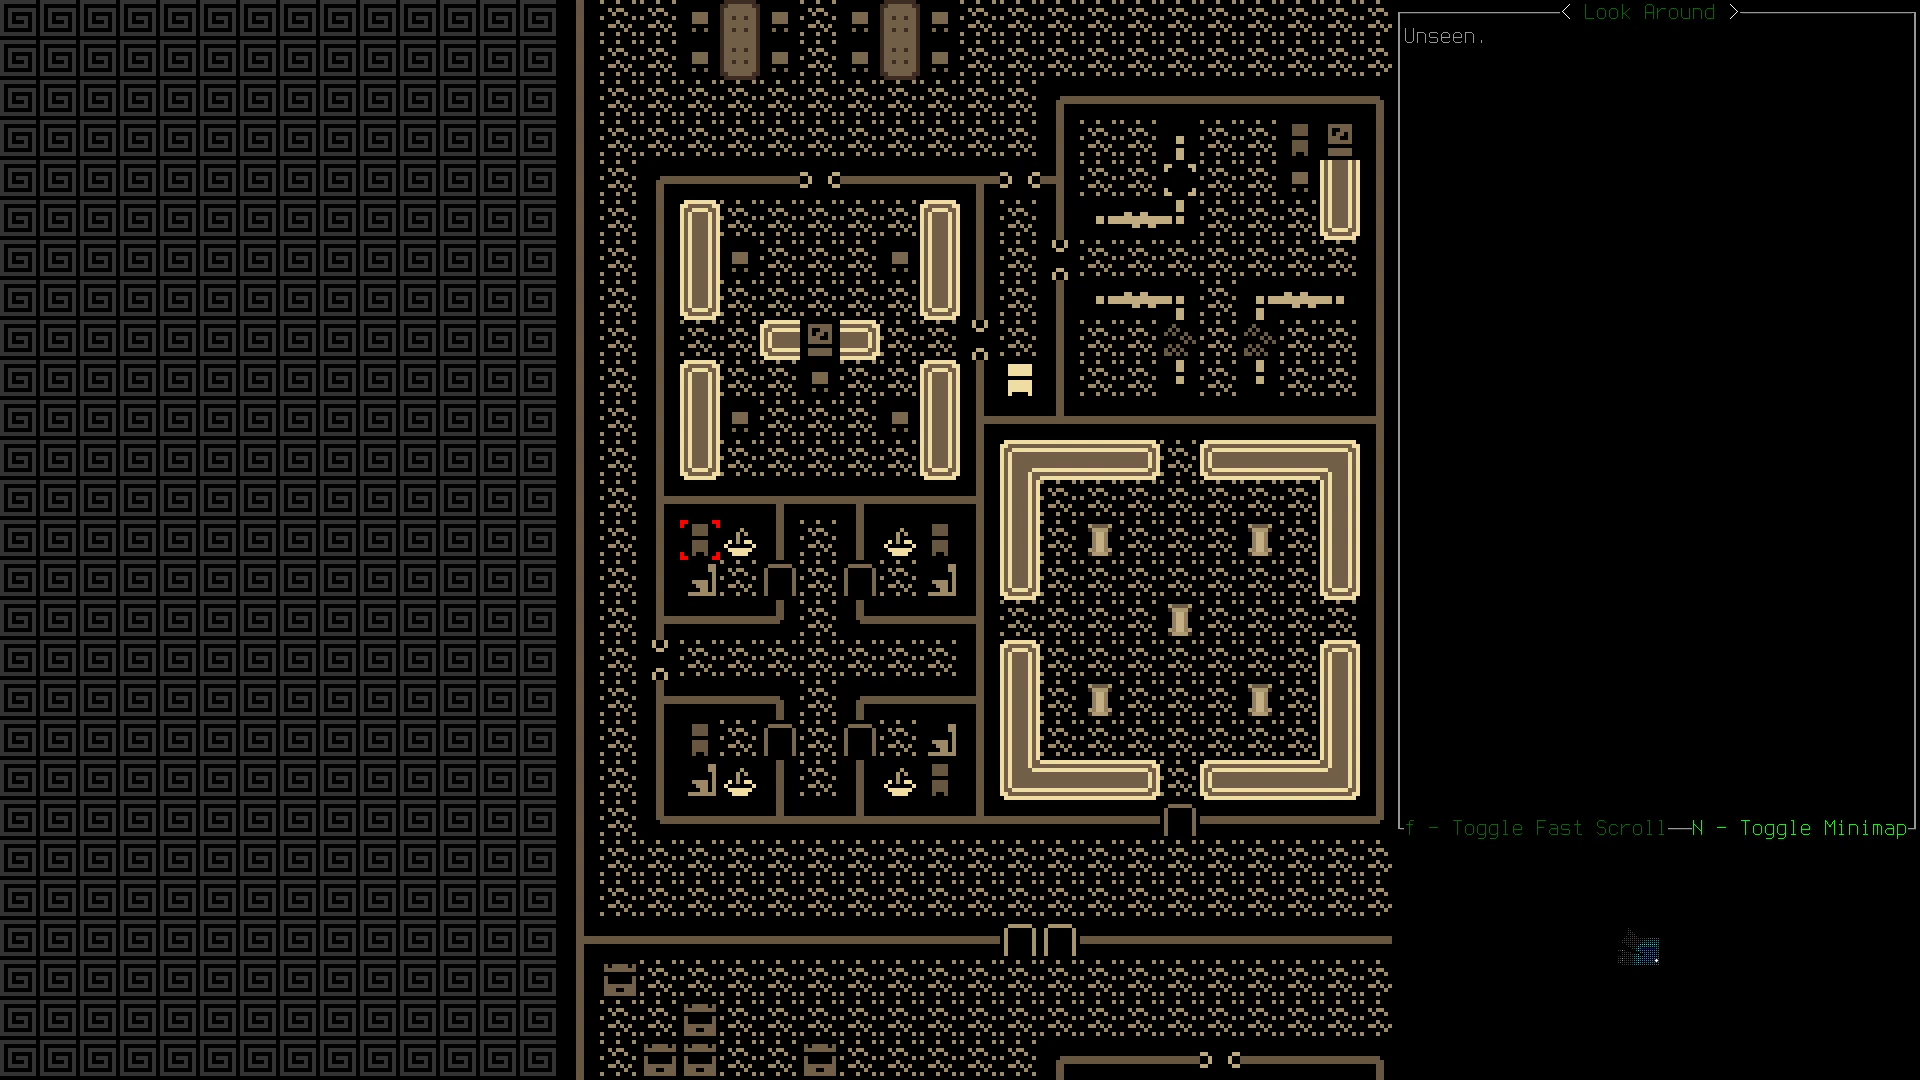 < Look Around >
Unseen.
f - Toggle Fast Scroll
N - Toggle Minimap